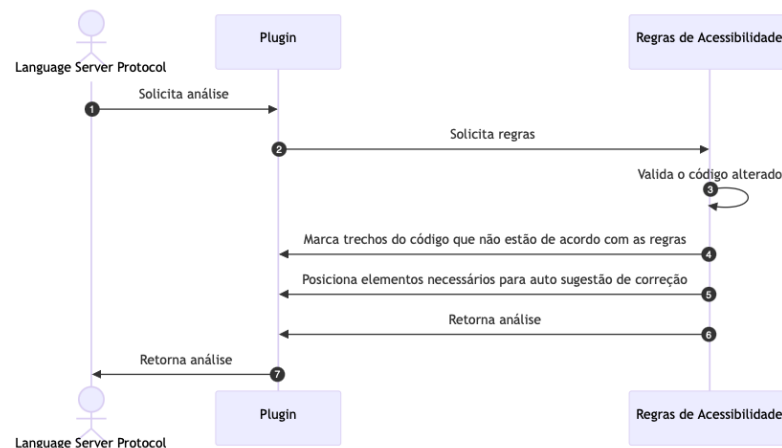 Language Server Protocol
Plugin
Regras de Acessibilidade
1
Solicita análise
2
Solicita regras
Valida o código alterado
3
Marca trechos do código que não estão de acordo com as regras
4
Posiciona elementos necessários para auto sugestão de correção
5
Retorna análise
6
Retorna análise
7
Language Server Protocol
Plugin
Regras de Acessibilidade